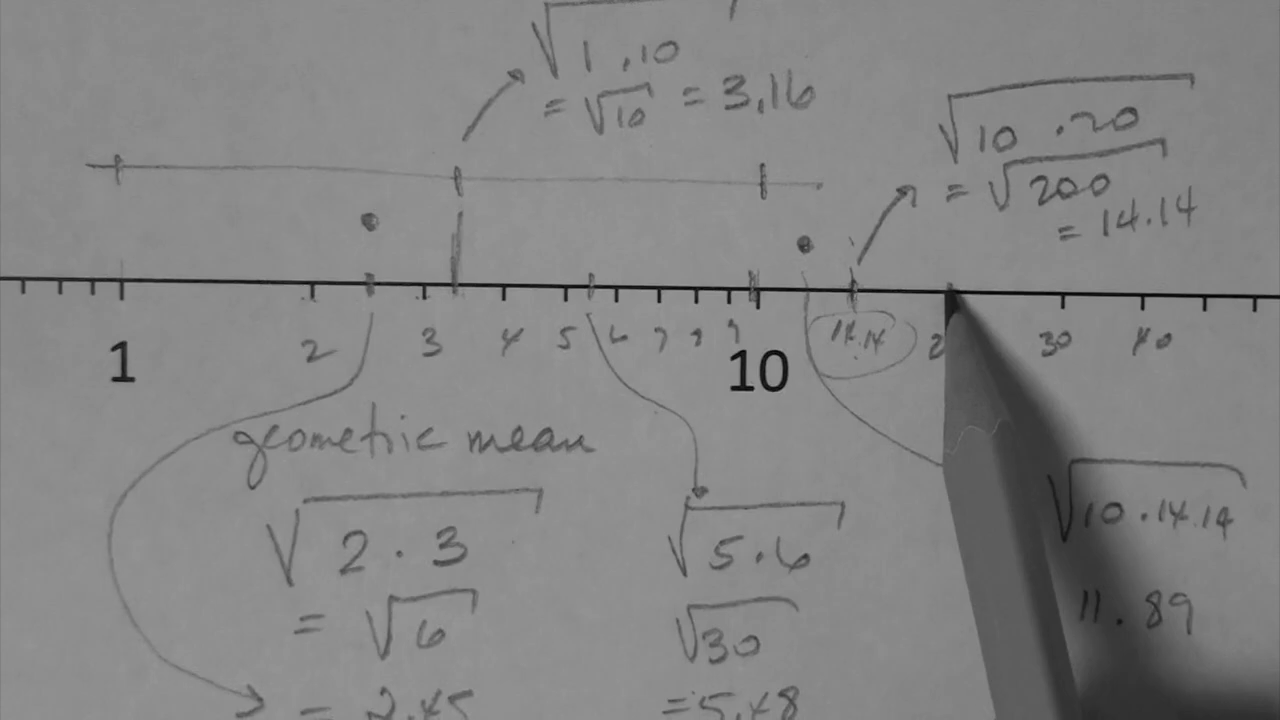 √1.10
= √10 = 3.16
√10 . 20
= √200
= 14.14
1 2 3 4 5 6 7 8 9 10 14.14 2 30 40
geometric mean
√2 . 3
= √6
= 2.45
√5.6
√30
=5.48
√10 . 14.14
11.89